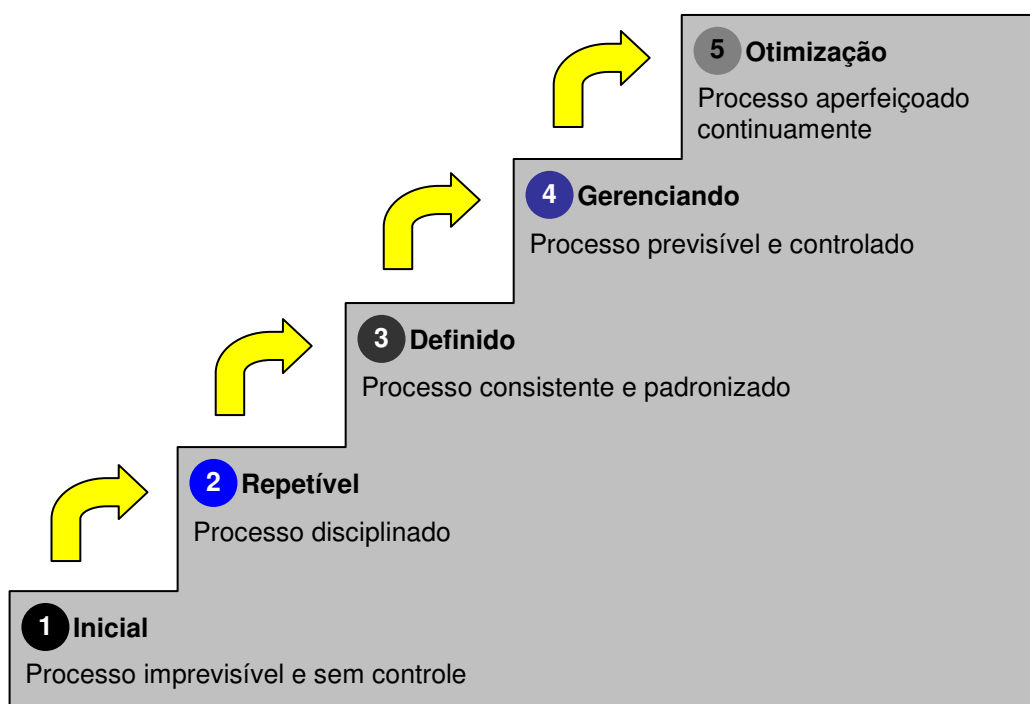 5 Otimização
Processo aperfeiçoado
continuamente
4 Gerenciando
Processo previsível e controlado
3 Definido
Processo consistente e padronizado
2 Repetível
Processo disciplinado
1 Inicial
Processo imprevisível e sem controle